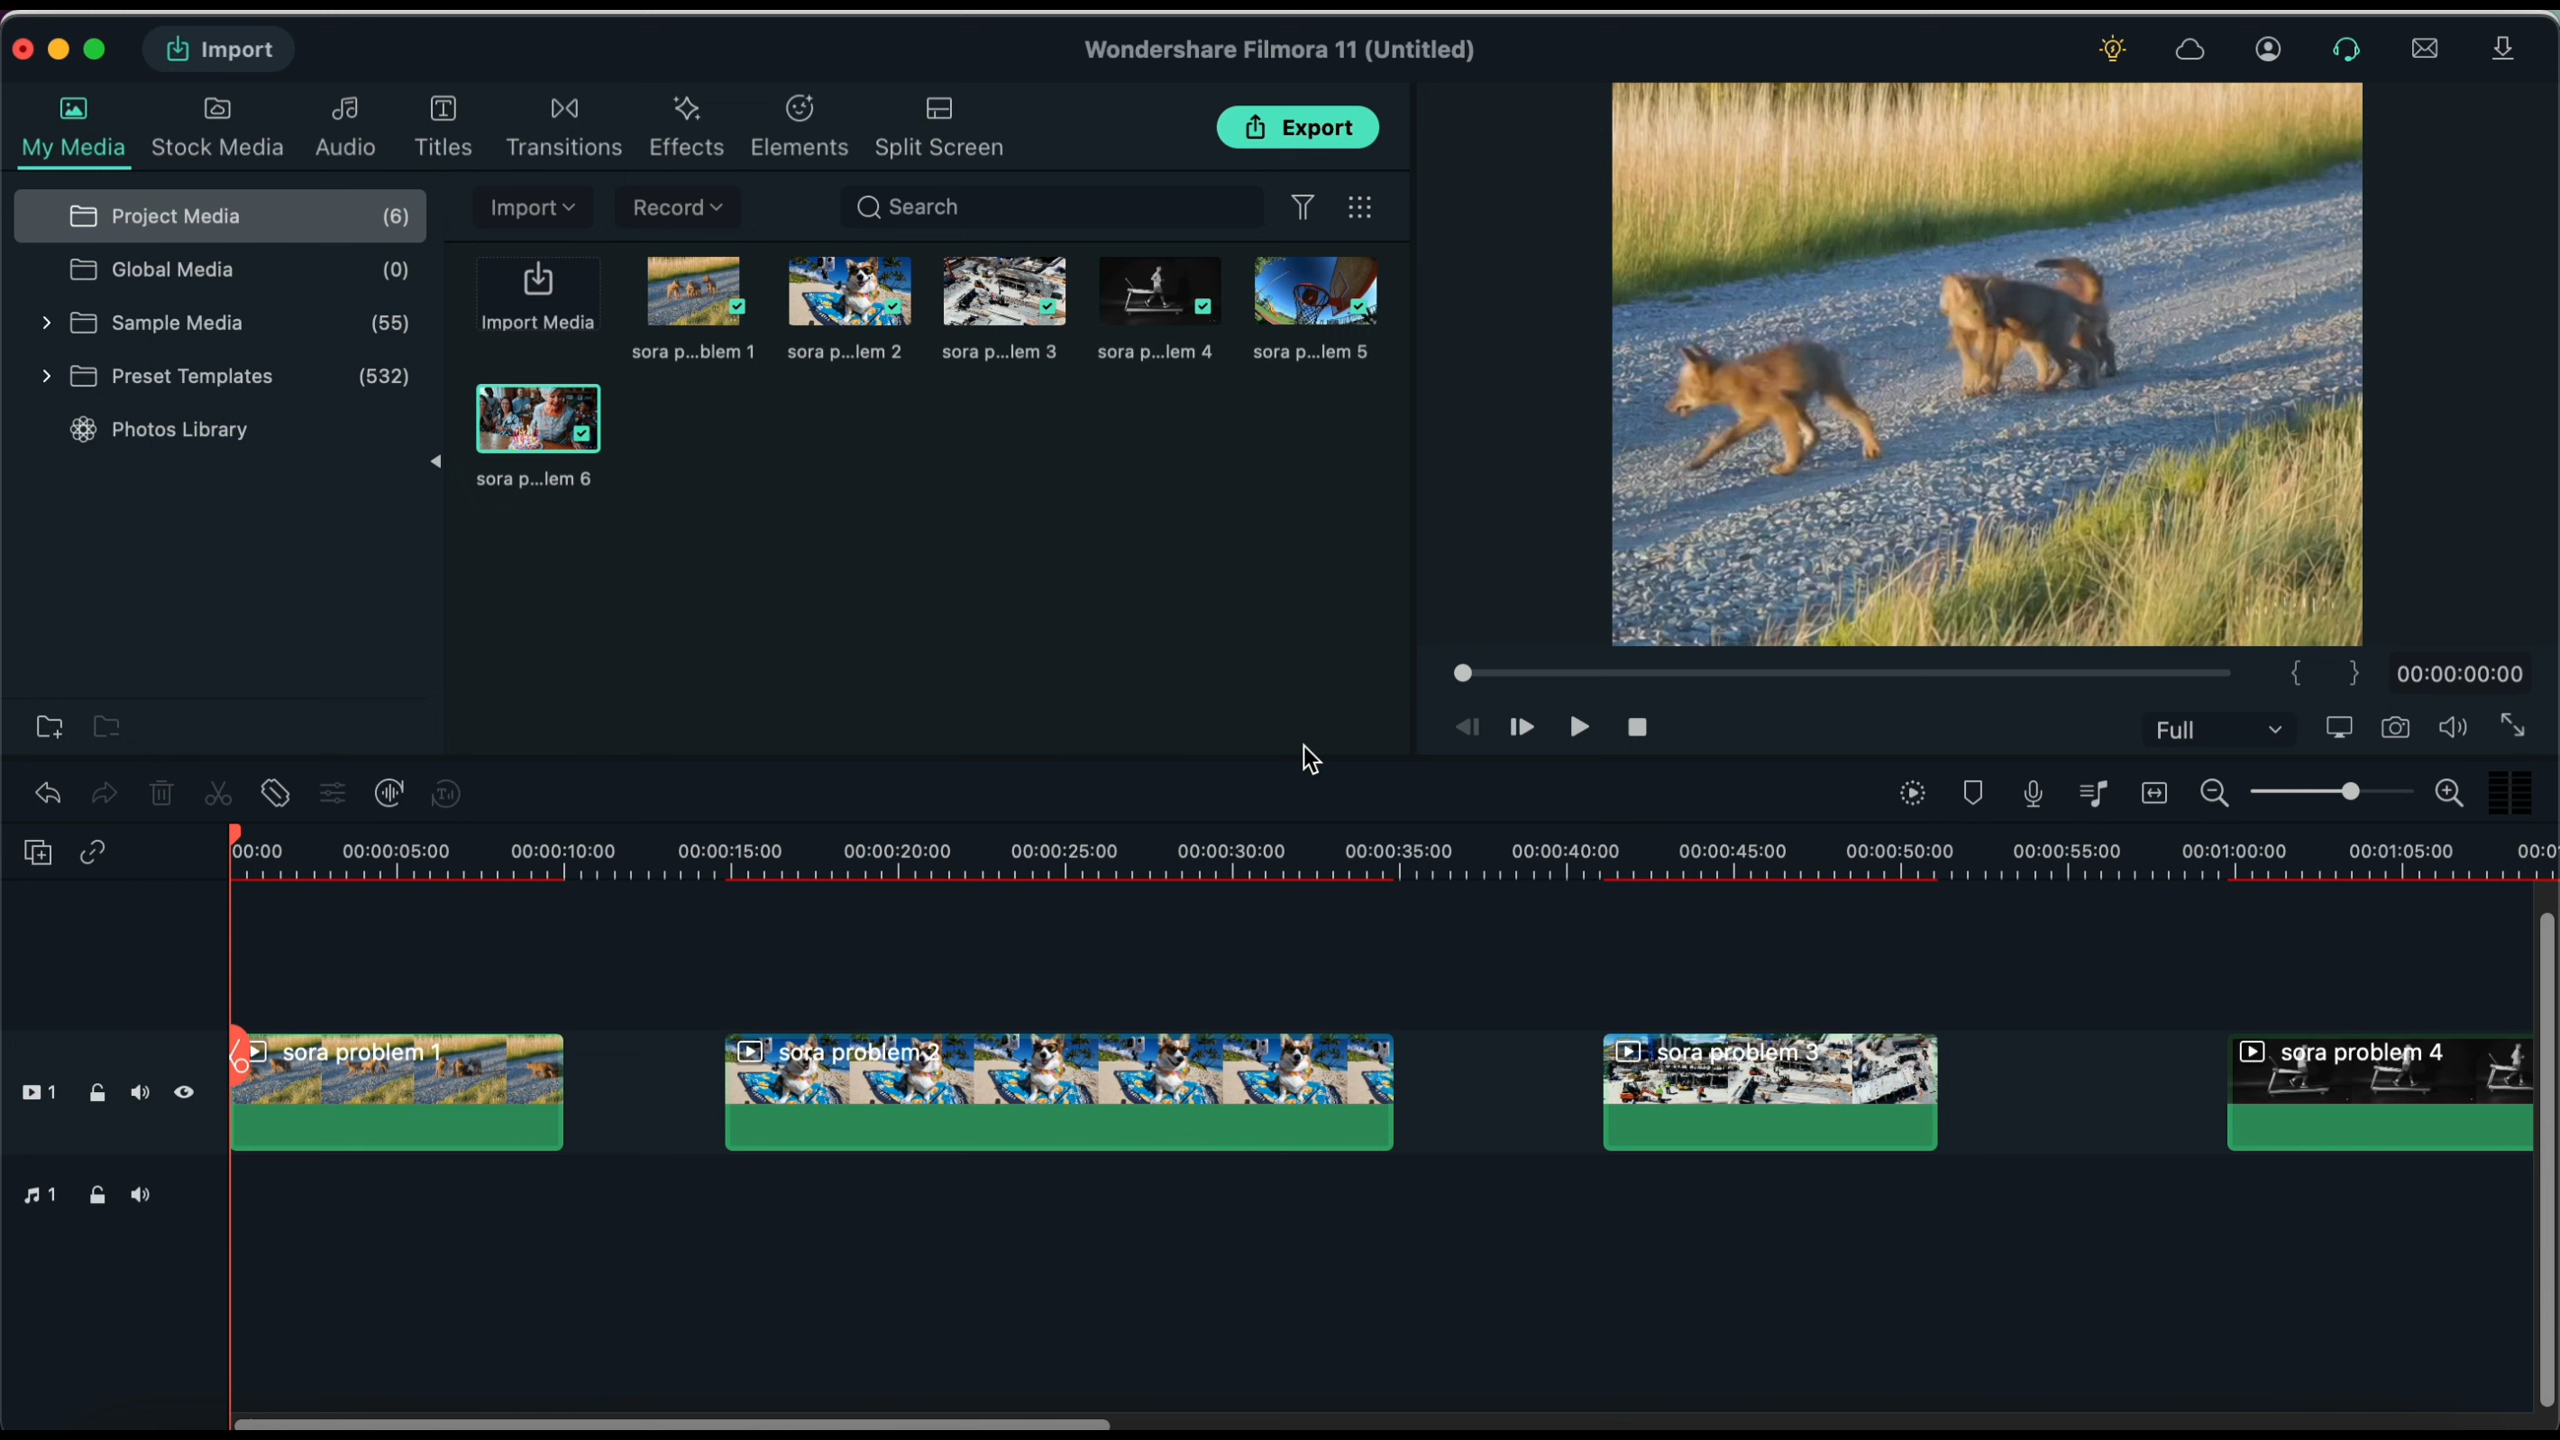 Import
Wondershare Filmora 11 (Untitled)
My Media
Stock Media
Audio
Titles
Transitions
Effects
Elements
Split Screen
Export
Project Media (6)
Global Media (0)
Sample Media (55)
Preset Templates (532)
Photos Library
Import
Record
Search
Import Media
sora p...blem 1
sora p...lem 2
sora p...lem 3
sora p...lem 4
sora p...lem 5
sora p...lem 6
00:00:00:00
Full
00:00
00:00:05:00
00:00:10:00
00:00:15:00
00:00:20:00
00:00:25:00
00:00:30:00
00:00:35:00
00:00:40:00
00:00:45:00
00:00:50:00
00:00:55:00
00:01:00:00
00:01:05:00
sora problem 1
sora problem 2
sora problem 3
sora problem 4
1
1